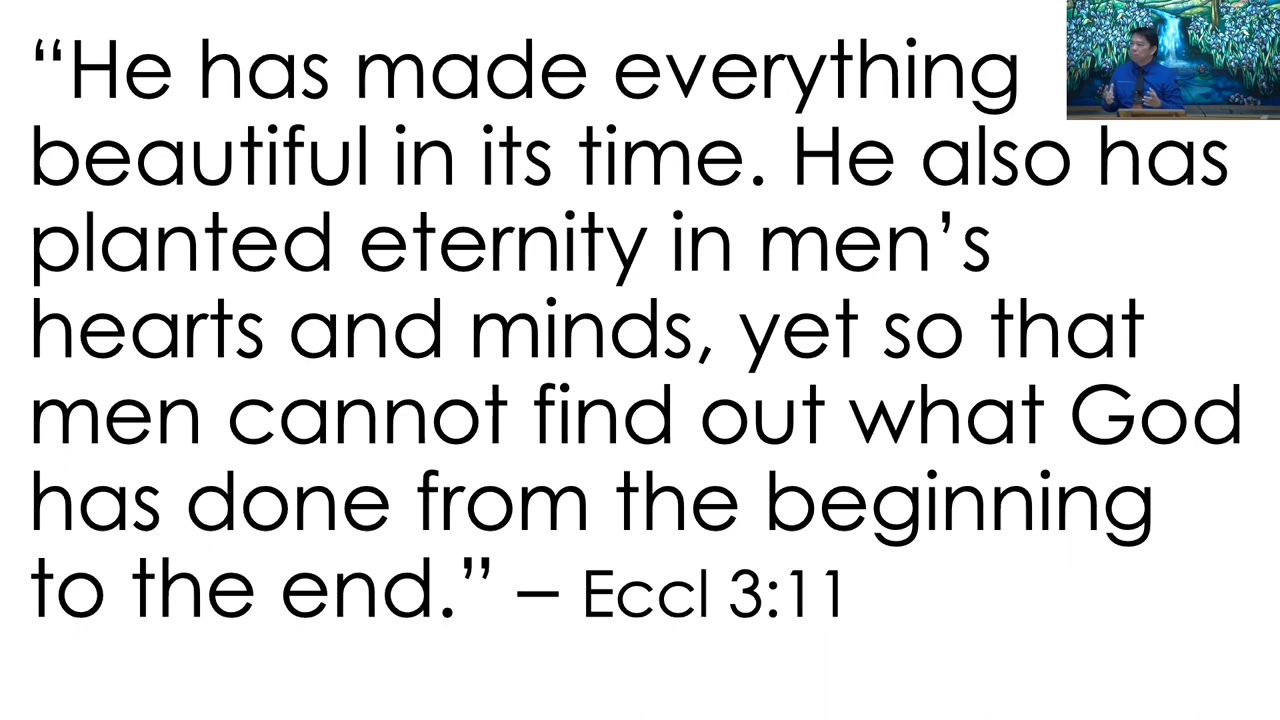 “He has made everything
beautiful in its time. He also has
planted eternity in men’s
hearts and minds, yet so that
men cannot find out what God
has done from the beginning
to the end.” – Eccl 3:11